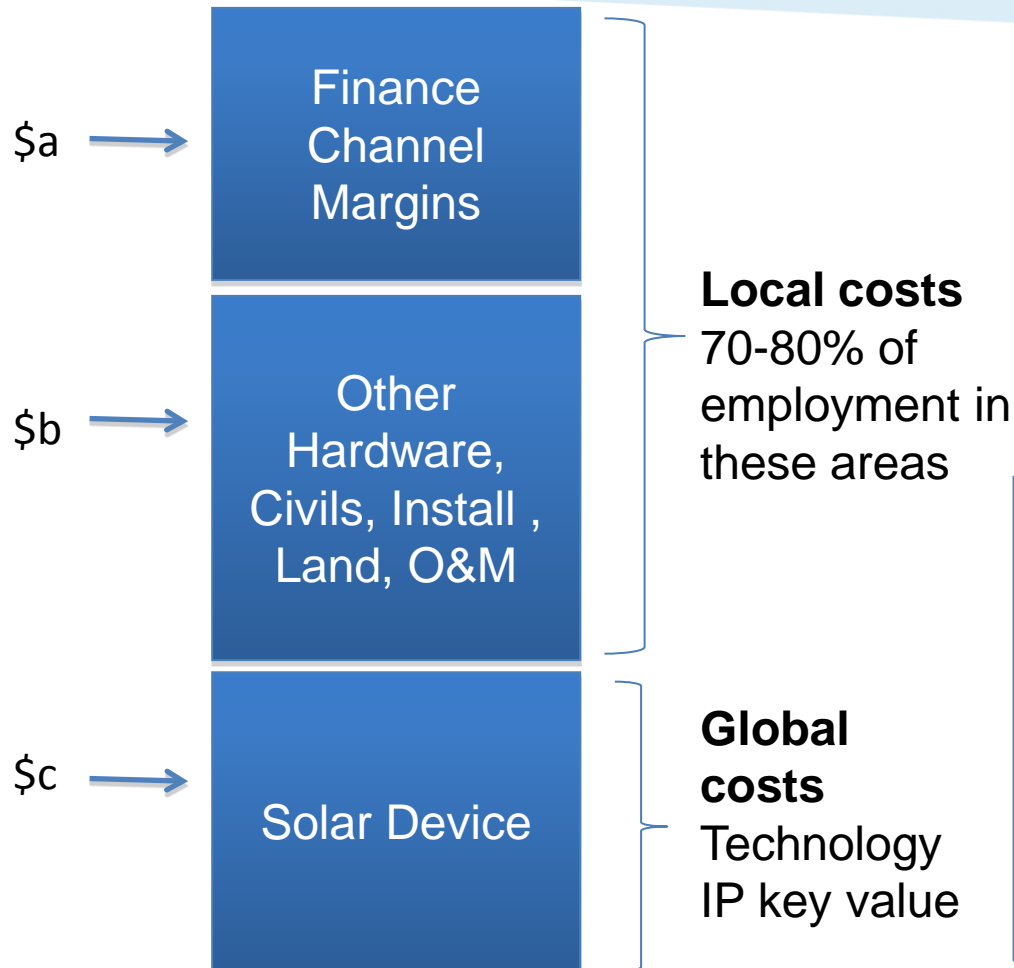 $a
Finance
Channel
Margins
$b
Other
Hardware,
Civils, Install ,
Land, O&M
Local costs
70-80% of
employment in
these areas
$c
Solar Device
Global
costs
Technology
IP key value